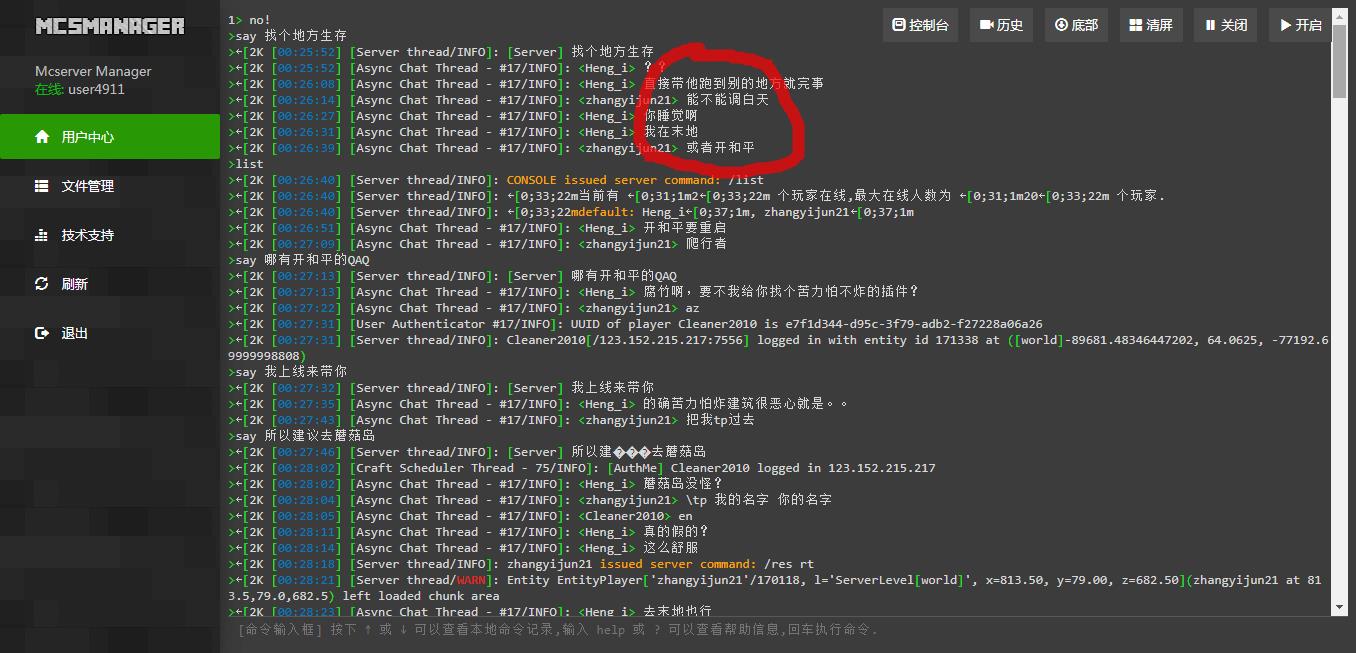 MCSMANAGER
Mcserver Manager
在线: user4911
用户中心
文件管理
技术支持
刷新
退出
控制台
历史
底部
清屏
关闭
开启
1> no!
>say 找个地方生存
>←[2K [00:25:52] [Server thread/INFO]: [Server] 找个地方生存
>←[2K [00:25:52] [Async Chat Thread - #17/INFO]: <Heng_i> ？？
>←[2K [00:26:08] [Async Chat Thread - #17/INFO]: <Heng_i> 直接带他跑到别的地方就完事
>←[2K [00:26:14] [Async Chat Thread - #17/INFO]: <zhangyijun21> 能不能调白天
>←[2K [00:26:27] [Async Chat Thread - #17/INFO]: <Heng_i> 你睡觉啊
>←[2K [00:26:31] [Async Chat Thread - #17/INFO]: <Heng_i> 我在末地
>←[2K [00:26:39] [Async Chat Thread - #17/INFO]: <zhangyijun21> 或者开和平
>list
>←[2K [00:26:40] [Server thread/INFO]: CONSOLE issued server command: /list
>←[2K [00:26:40] [Server thread/INFO]: ←[0;33;22m当前有 ←[0;31;1m2←[0;33;22m 个玩家在线,最大在线人数为 ←[0;31;1m20←[0;33;22m 个玩家.
>←[2K [00:26:40] [Server thread/INFO]: ←[0;33;22mdefault: Heng_i←[0;37;1m, zhangyijun21←[0;37;1m
>←[2K [00:26:51] [Async Chat Thread - #17/INFO]: <Heng_i> 开和平要重启
>←[2K [00:27:09] [Async Chat Thread - #17/INFO]: <zhangyijun21> 爬行者
>say 哪有开和平的QAQ
>←[2K [00:27:13] [Server thread/INFO]: [Server] 哪有开和平的QAQ
>←[2K [00:27:13] [Async Chat Thread - #17/INFO]: <Heng_i> 腐竹啊，要不我给你找个苦力怕不炸的插件？
>←[2K [00:27:22] [Async Chat Thread - #17/INFO]: <zhangyijun21> az
>←[2K [00:27:31] [User Authenticator #17/INFO]: UUID of player Cleaner2010 is e7f1d344-d95c-3f79-adb2-f27228a06a26
>←[2K [00:27:31] [Server thread/INFO]: Cleaner2010[/123.152.215.217:7556] logged in with entity id 171338 at ([world]-89681.48346447202, 64.0625, -77192.6
9999998808)
>say 我上线来带你
>←[2K [00:27:32] [Server thread/INFO]: [Server] 我上线来带你
>←[2K [00:27:35] [Async Chat Thread - #17/INFO]: <Heng_i> 的确苦力怕炸建筑很恶心就是。。
>←[2K [00:27:43] [Async Chat Thread - #17/INFO]: <zhangyijun21> 把我tp过去
>say 所以建议去蘑菇岛
>←[2K [00:27:46] [Server thread/INFO]: [Server] 所以建���去蘑菇岛
>←[2K [00:28:02] [Craft Scheduler Thread - 75/INFO]: [AuthMe] Cleaner2010 logged in 123.152.215.217
>←[2K [00:28:02] [Async Chat Thread - #17/INFO]: <Heng_i> 蘑菇岛没怪？
>←[2K [00:28:04] [Async Chat Thread - #17/INFO]: <zhangyijun21> \tp 我的名字 你的名字
>←[2K [00:28:05] [Async Chat Thread - #17/INFO]: <Cleaner2010> en
>←[2K [00:28:11] [Async Chat Thread - #17/INFO]: <Heng_i> 真的假的？
>←[2K [00:28:14] [Async Chat Thread - #17/INFO]: <Heng_i> 这么舒服
>←[2K [00:28:18] [Server thread/INFO]: zhangyijun21 issued server command: /res rt
>←[2K [00:28:21] [Server thread/WARN]: Entity EntityPlayer['zhangyijun21'/170118, l='ServerLevel[world]', x=813.50, y=79.00, z=682.50](zhangyijun21 at 81
3.5,79.0,682.5) left loaded chunk area
>←[2K [00:28:23] [Async Chat Thread - #17/INFO]: <Heng_i> 去末地也行
[命令输入框] 按下 ↑ 或 ↓ 可以查看本地命令记录,输入 help 或 ? 可以查看帮助信息,回车执行命令.